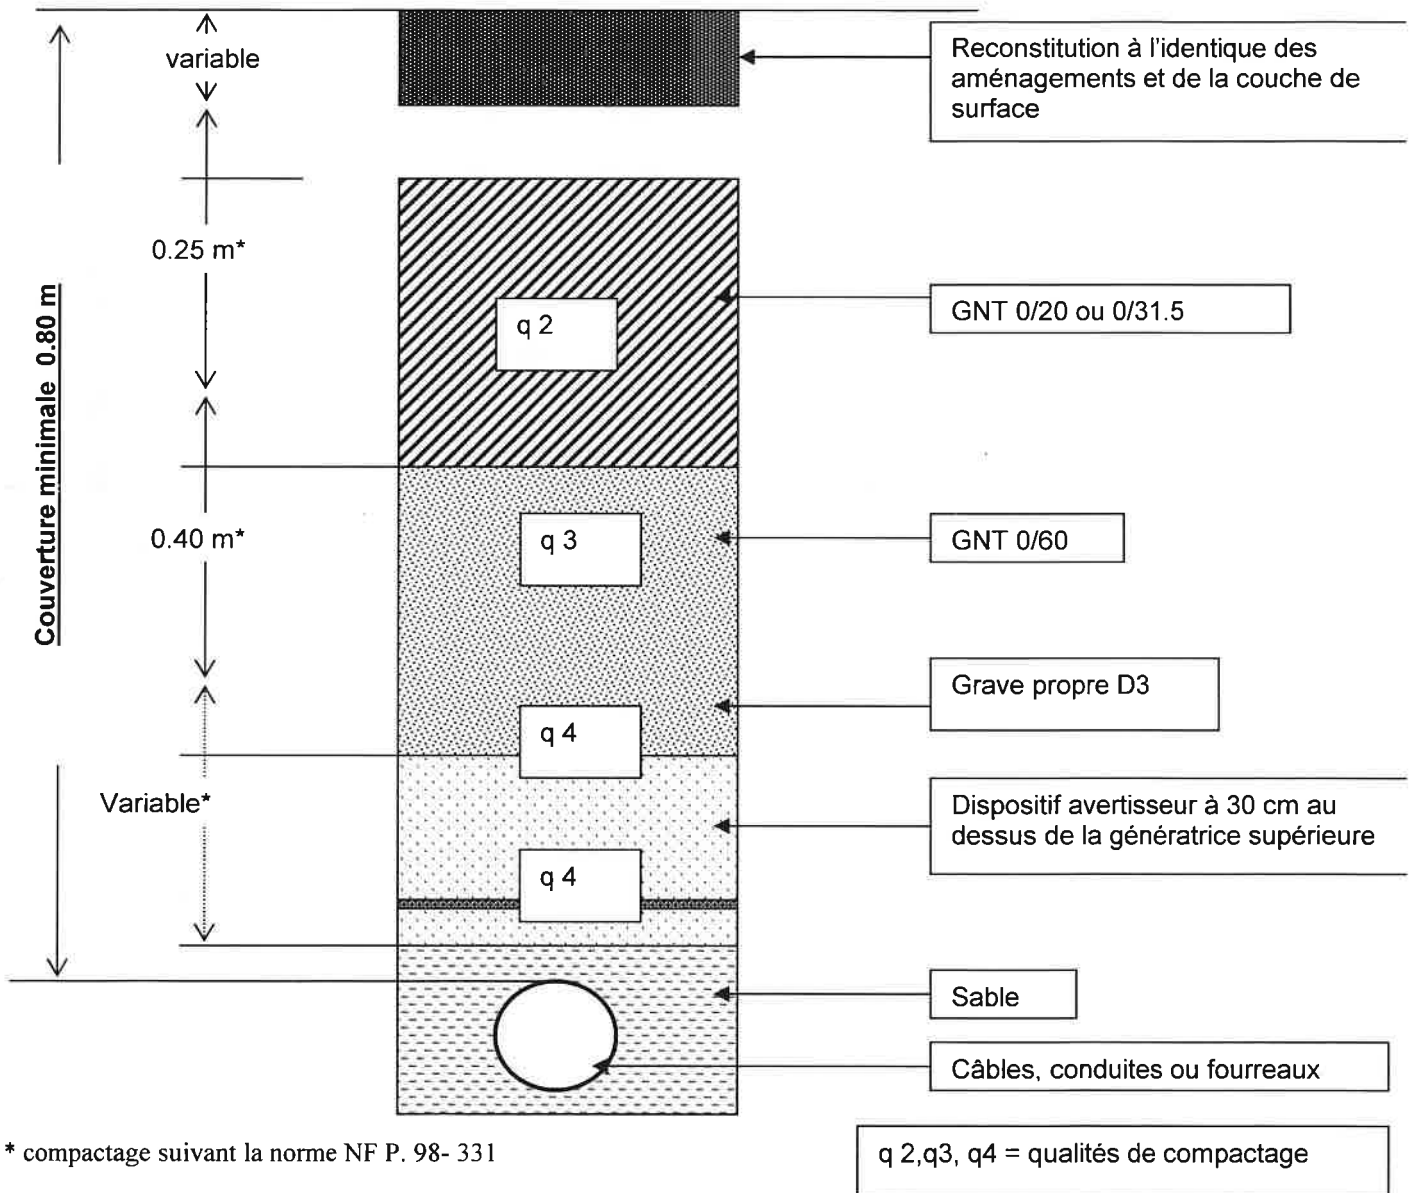 variable
Reconstitution à l'identique des
aménagements et de la couche de
surface
0.25 m*
Couverture minimale 0.80 m
q 2
GNT 0/20 ou 0/31.5
0.40 m*
q 3
GNT 0/60
Grave propre D3
q 4
Variable*
Dispositif avertisseur à 30 cm au
dessus de la génératrice supérieure
q 4
Sable
Câbles, conduites ou fourreaux
* compactage suivant la norme NF P. 98- 331
q 2,q3, q4 = qualités de compactage